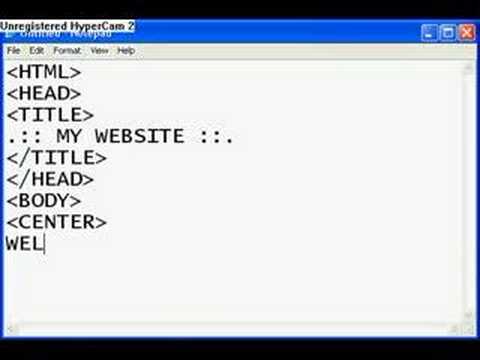 Unregistered HyperCam 2
Untitled - Notepad
File Edit Format View Help
<HTML>
<HEAD>
<TITLE>
.:: MY WEBSITE ::.
</TITLE>
</HEAD>
<BODY>
<CENTER>
WEL